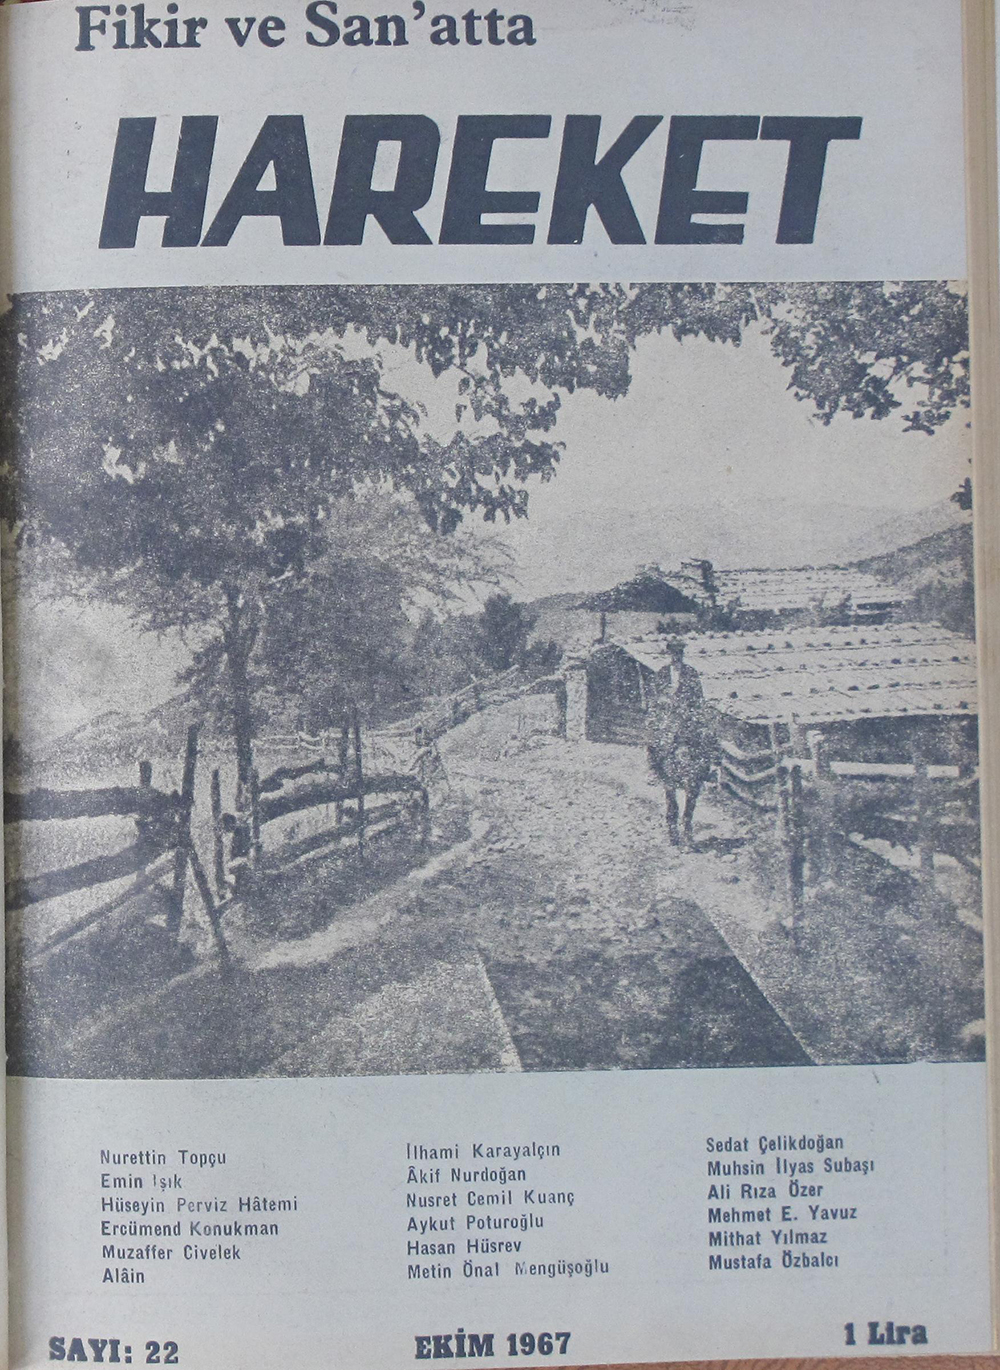 Fikir ve San'atta
HAREKET
Nurettin Topçu
Emin Işık
Hüseyin Perviz Hâtemi
Ercümend Konukman
Muzaffer Civelek
Alâin
İlhami Karayalçın
Âkif Nurdoğan
Nusret Cemil Kuanç
Aykut Poturoğlu
Hasan Hüsrev
Metin Önal Mengüşoğlu
Sedat Çelikdoğan
Muhsin İlyas Subaşı
Ali Rıza Özer
Mehmet E. Yavuz
Mithat Yılmaz
Mustafa Özbalcı
SAYI: 22
EKİM 1967
1 Lira